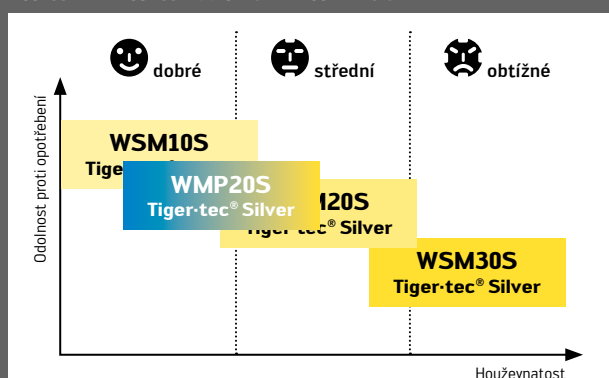 dobré
střední
obtížné
Odolnost proti opotřebení
WSM10S
WMP20S
Tiger·tec® Silver
20S
Tiger·tec® Silver
WSM30S
Tiger·tec® Silver
Houževnatost